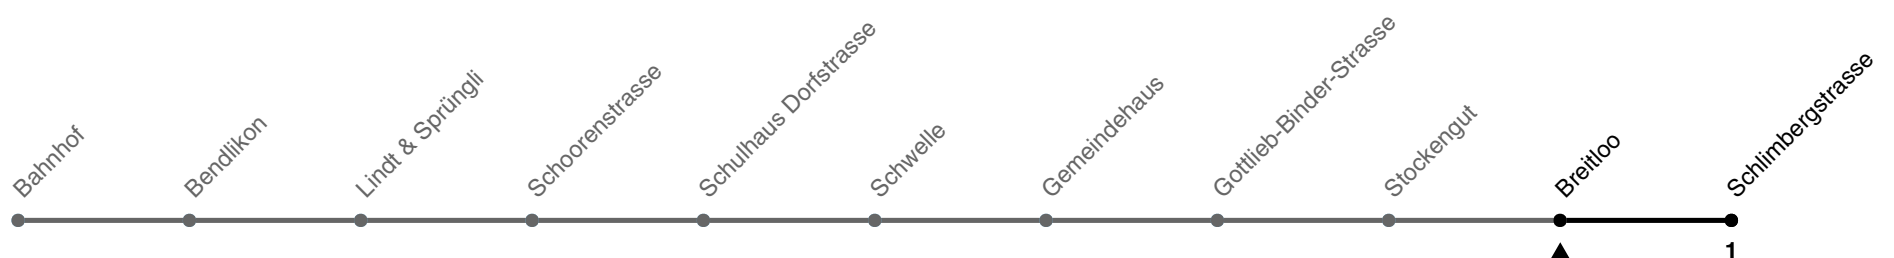 Bahnhof
Bendlikon
Lindt & Sprüngli
Schoorenstrasse
Schulhaus Dorfstrasse
Schwelle
Gemeindehaus
Gottlieb-Binder-Strasse
Stockengut
Breitloo
Schlimbergstrasse
1